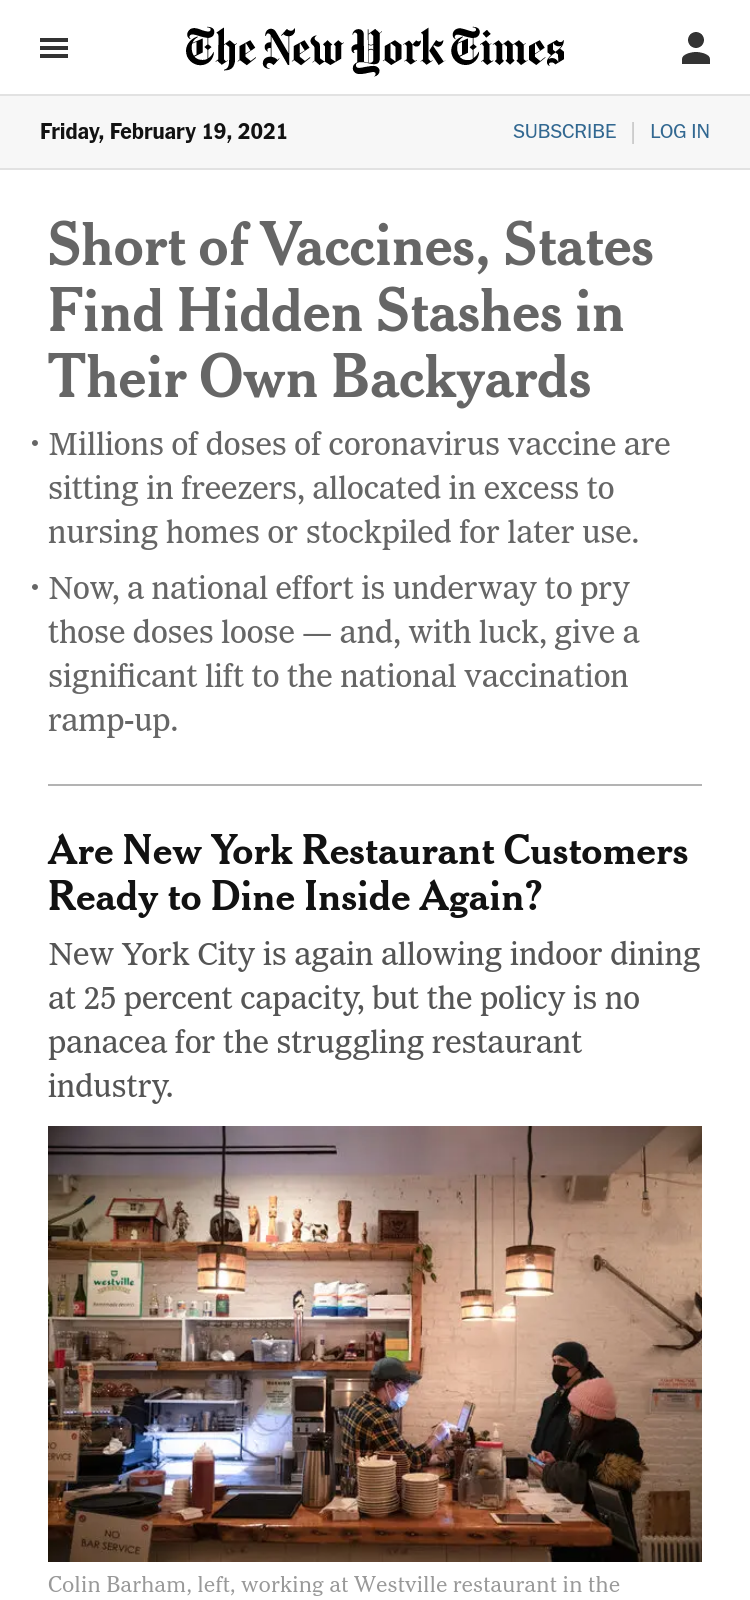 The New York Times
Friday, February 19, 2021
SUBSCRIBE | LOG IN
Short of Vaccines, States
Find Hidden Stashes in
Their Own Backyards
• Millions of doses of coronavirus vaccine are
sitting in freezers, allocated in excess to
nursing homes or stockpiled for later use.
• Now, a national effort is underway to pry
those doses loose — and, with luck, give a
significant lift to the national vaccination
ramp-up.
Are New York Restaurant Customers
Ready to Dine Inside Again?
New York City is again allowing indoor dining
at 25 percent capacity, but the policy is no
panacea for the struggling restaurant
industry.
westville
NO
BAR SERVICE
Colin Barham, left, working at Westville restaurant in the